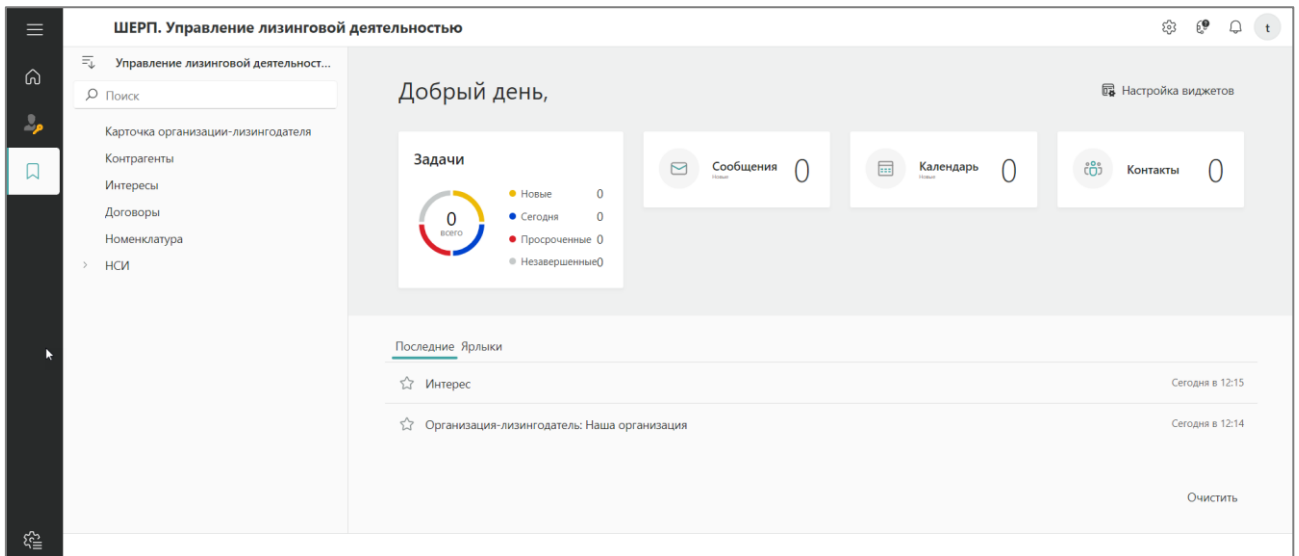 ШЕРП. Управление лизинговой деятельностью
t
Управление лизинговой деятельност...
Поиск
Карточка организации-лизингодателя
Контрагенты
Интересы
Договоры
Номенклатура
НСИ
Добрый день,
Настройка виджетов
Задачи
0
всего
Новые 0
Сегодня 0
Просроченные 0
Незавершенные 0
Сообщения 0
Новые
Календарь 0
Новые
Контакты 0
Последние Ярлыки
Интерес Сегодня в 12:15
Организация-лизингодатель: Наша организация Сегодня в 12:14
Очистить